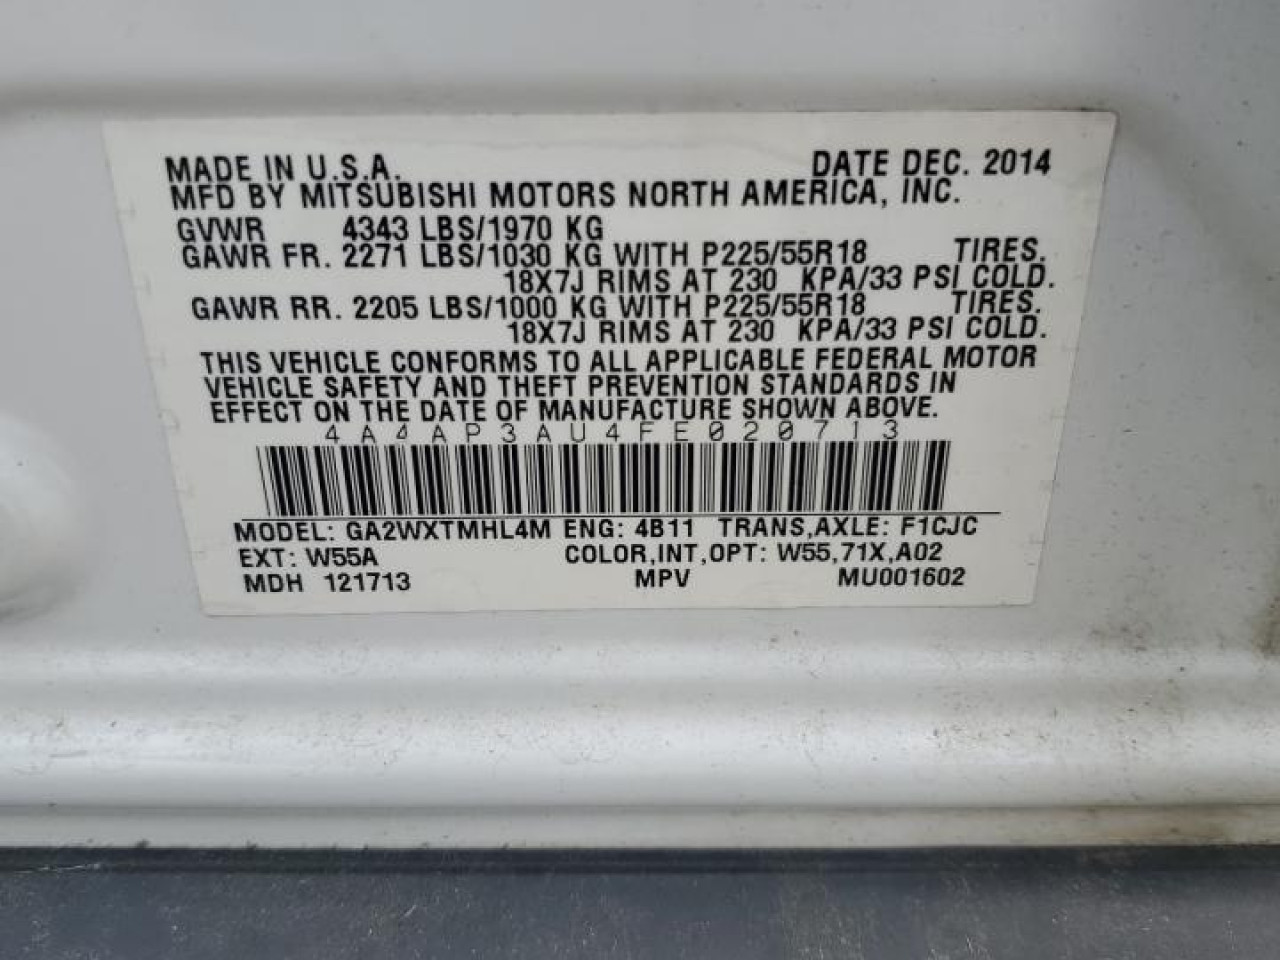 MADE IN U.S.A. DATE DEC. 2014
MFD BY MITSUBISHI MOTORS NORTH AMERICA, INC.
GVWR 4343 LBS/1970 KG
GAWR FR. 2271 LBS/1030 KG WITH P225/55R18 TIRES.
18X7J RIMS AT 230 KPA/33 PSI COLD.
GAWR RR. 2205 LBS/1000 KG WITH P225/55R18 TIRES.
18X7J RIMS AT 230 KPA/33 PSI COLD.
THIS VEHICLE CONFORMS TO ALL APPLICABLE FEDERAL MOTOR
VEHICLE SAFETY AND THEFT PREVENTION STANDARDS IN
EFFECT ON THE DATE OF MANUFACTURE SHOWN ABOVE.
4A4AP3AU4FE020713
MODEL: GA2WXTMHL4M ENG: 4B11 TRANS,AXLE: F1CJC
EXT: W55A COLOR,INT,OPT: W55,71X,A02
MDH 121713 MPV MU001602